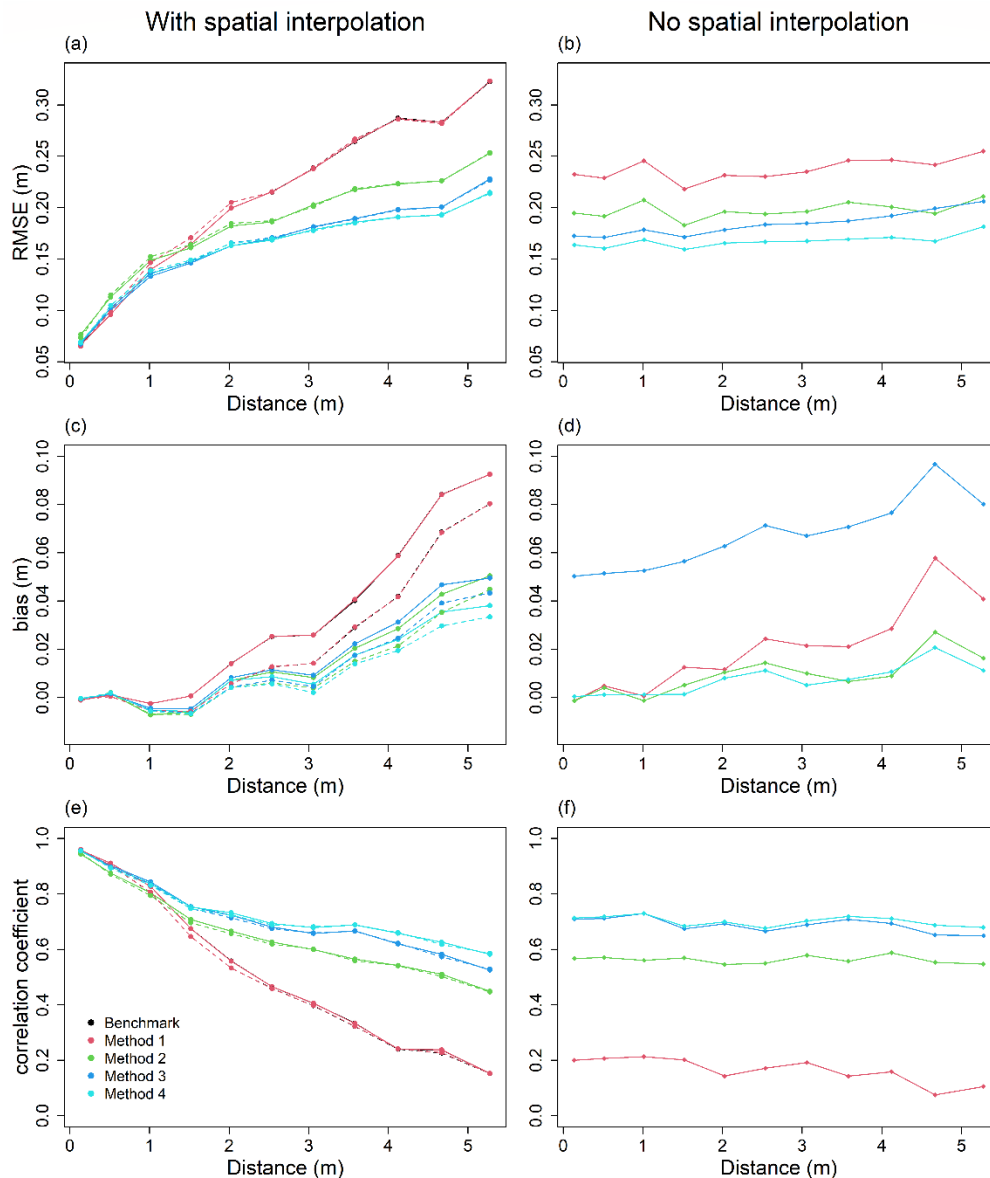 With spatial interpolation
No spatial interpolation
(a)
(b)
RMSE (m)
0.05 0.10 0.15 0.20 0.25 0.30
0 1 2 3 4 5
Distance (m)
0.05 0.10 0.15 0.20 0.25 0.30
0 1 2 3 4 5
Distance (m)
(c)
(d)
bias (m)
0.00 0.02 0.04 0.06 0.08 0.10
0 1 2 3 4 5
Distance (m)
0.00 0.02 0.04 0.06 0.08 0.10
0 1 2 3 4 5
Distance (m)
(e)
(f)
correlation coefficient
0.0 0.2 0.4 0.6 0.8 1.0
Benchmark
Method 1
Method 2
Method 3
Method 4
0 1 2 3 4 5
Distance (m)
0.0 0.2 0.4 0.6 0.8 1.0
0 1 2 3 4 5
Distance (m)